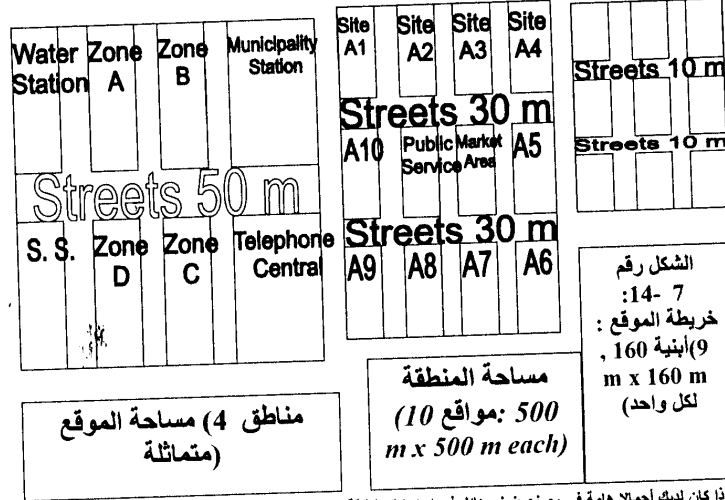 Water Zone Zone Municipality
Station A B Station
Streets 50 m
S. S. Zone Zone Telephone
D C Central
Site Site Site Site
A1 A2 A3 A4
Streets 30 m
A10 Public Market A5
Service Area
Streets 30 m
A9 A8 A7 A6
Streets 10 m
Streets 10 m
الشكل رقم
7 -14:
خريطة الموقع :
9)أبنية 160 ,
m x 160 m
لكل واحد)
مساحة المنطقة
(10 مواقع: 500
m x 500 m each)
مناطق 4) مساحة الموقع
(متماثلة